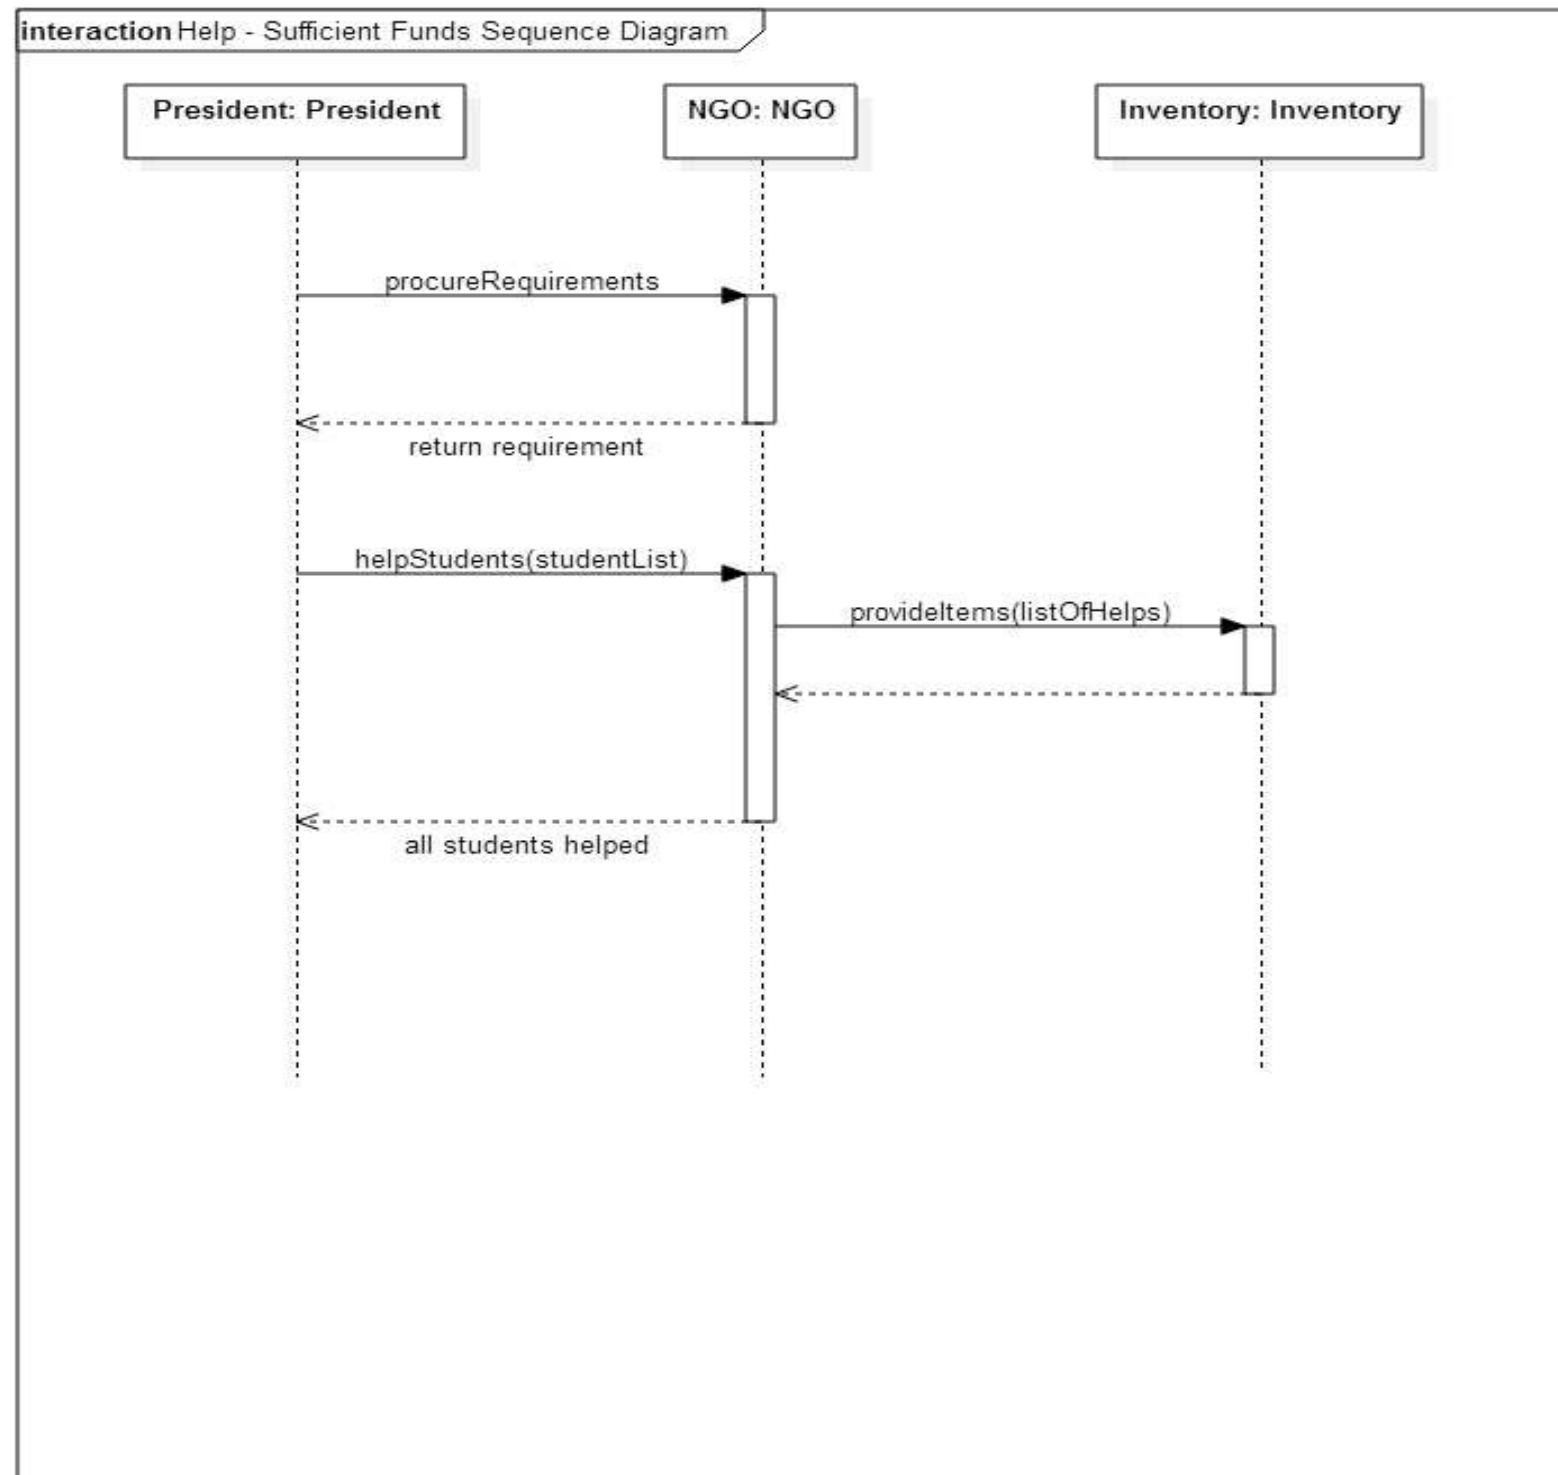 interaction Help - Sufficient Funds Sequence Diagram
President: President
NGO: NGO
Inventory: Inventory
procureRequirements
return requirement
helpStudents(studentList)
provideItems(listOfHelps)
all students helped